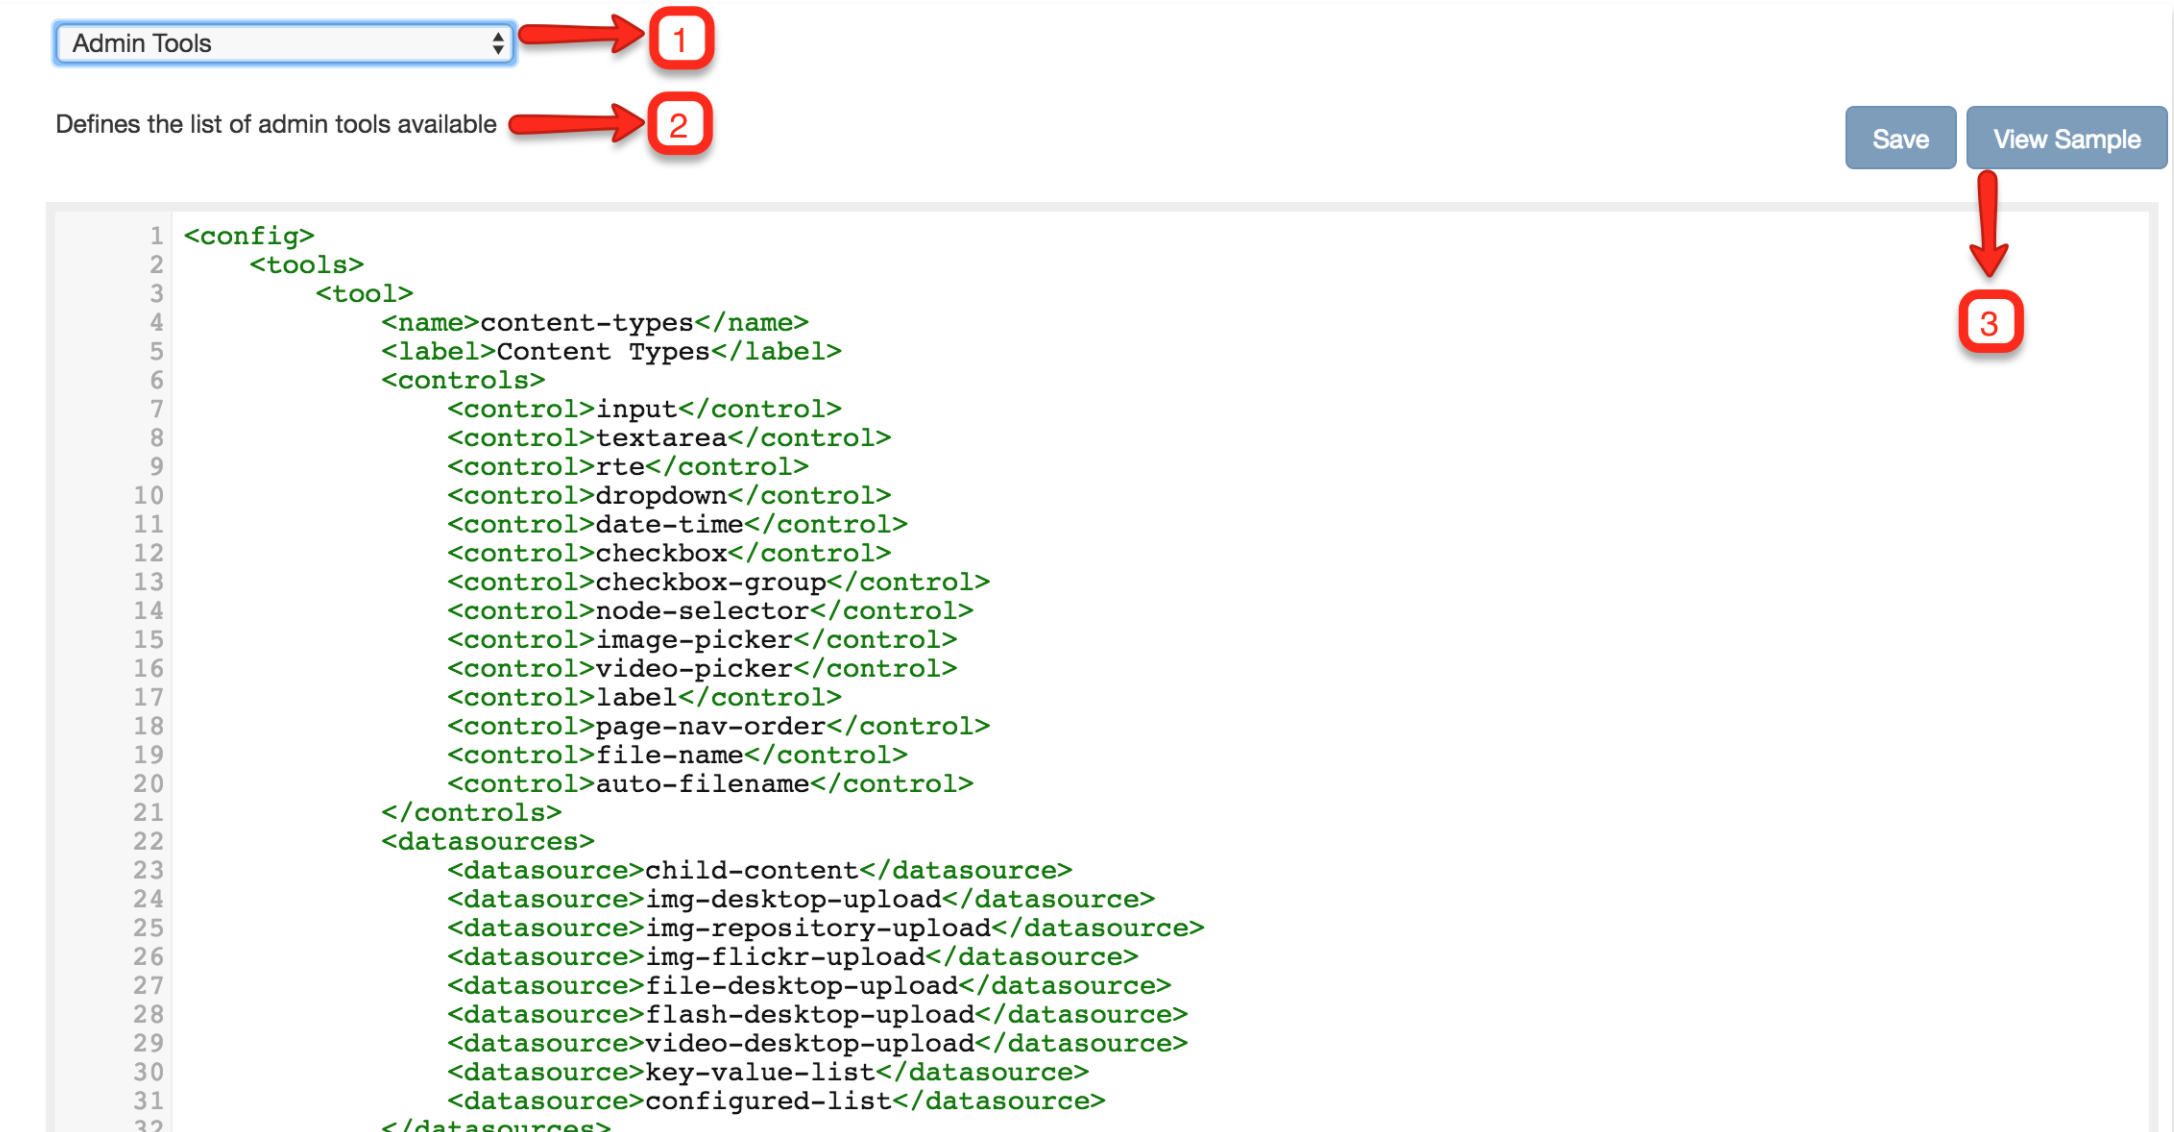 Admin Tools
1
Defines the list of admin tools available
2
Save
View Sample
3
1 <config>
2 <tools>
3 <tool>
4 <name>content-types</name>
5 <label>Content Types</label>
6 <controls>
7 <control>input</control>
8 <control>textarea</control>
9 <control>rte</control>
10 <control>dropdown</control>
11 <control>date-time</control>
12 <control>checkbox</control>
13 <control>checkbox-group</control>
14 <control>node-selector</control>
15 <control>image-picker</control>
16 <control>video-picker</control>
17 <control>label</control>
18 <control>page-nav-order</control>
19 <control>file-name</control>
20 <control>auto-filename</control>
21 </controls>
22 <datasources>
23 <datasource>child-content</datasource>
24 <datasource>img-desktop-upload</datasource>
25 <datasource>img-repository-upload</datasource>
26 <datasource>img-flickr-upload</datasource>
27 <datasource>file-desktop-upload</datasource>
28 <datasource>flash-desktop-upload</datasource>
29 <datasource>video-desktop-upload</datasource>
30 <datasource>key-value-list</datasource>
31 <datasource>configured-list</datasource>
32 </datasources>